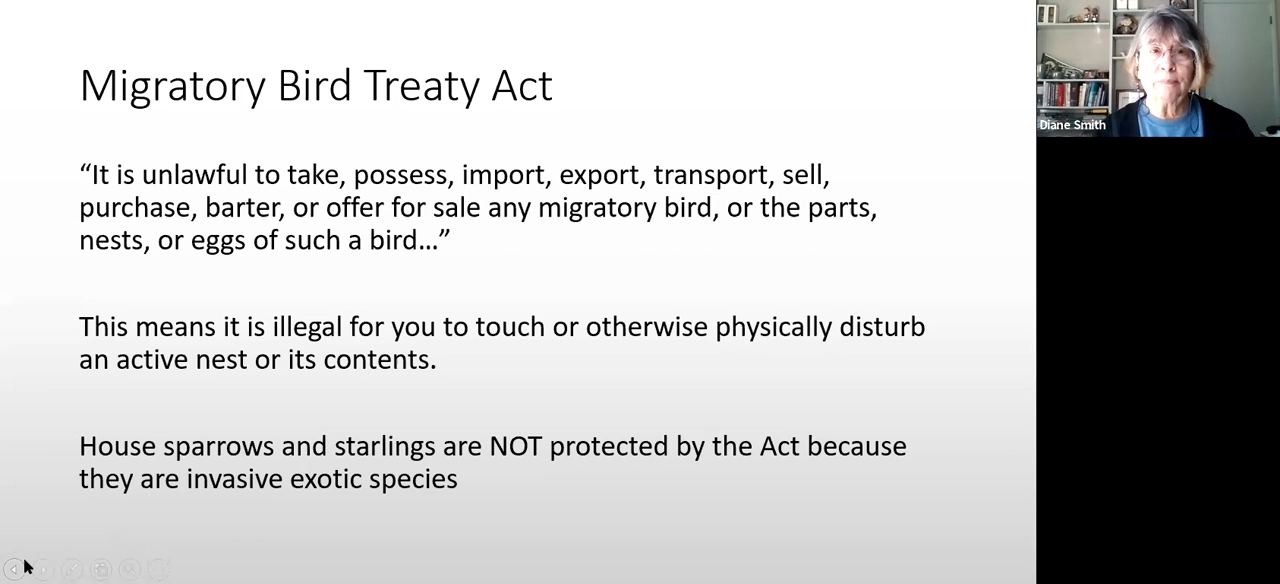 Migratory Bird Treaty Act
“It is unlawful to take, possess, import, export, transport, sell,
purchase, barter, or offer for sale any migratory bird, or the parts,
nests, or eggs of such a bird…”
This means it is illegal for you to touch or otherwise physically disturb
an active nest or its contents.
House sparrows and starlings are NOT protected by the Act because
they are invasive exotic species
Diane Smith